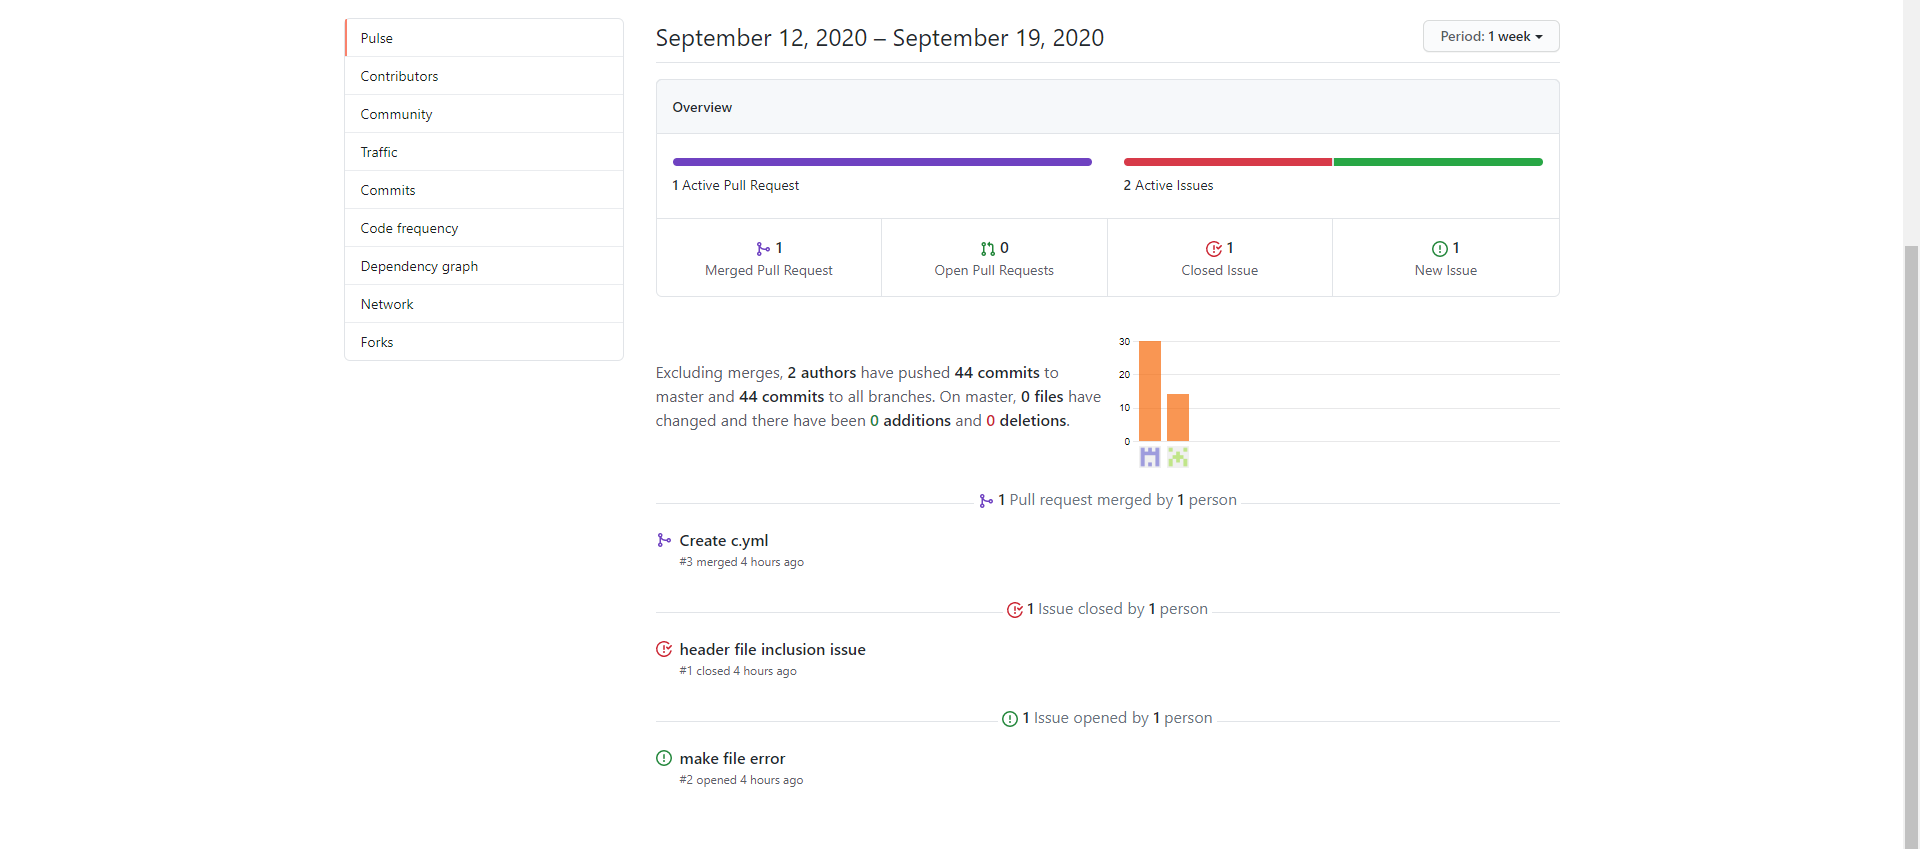 Pulse
Contributors
Community
Traffic
Commits
Code frequency
Dependency graph
Network
Forks
September 12, 2020 – September 19, 2020
Period: 1 week
Overview
1 Active Pull Request
2 Active Issues
1
Merged Pull Request
0
Open Pull Requests
1
Closed Issue
1
New Issue
Excluding merges, 2 authors have pushed 44 commits to
master and 44 commits to all branches. On master, 0 files have
changed and there have been 0 additions and 0 deletions.
30
20
10
0
1 Pull request merged by 1 person
Create c.yml
#3 merged 4 hours ago
1 Issue closed by 1 person
header file inclusion issue
#1 closed 4 hours ago
1 Issue opened by 1 person
make file error
#2 opened 4 hours ago